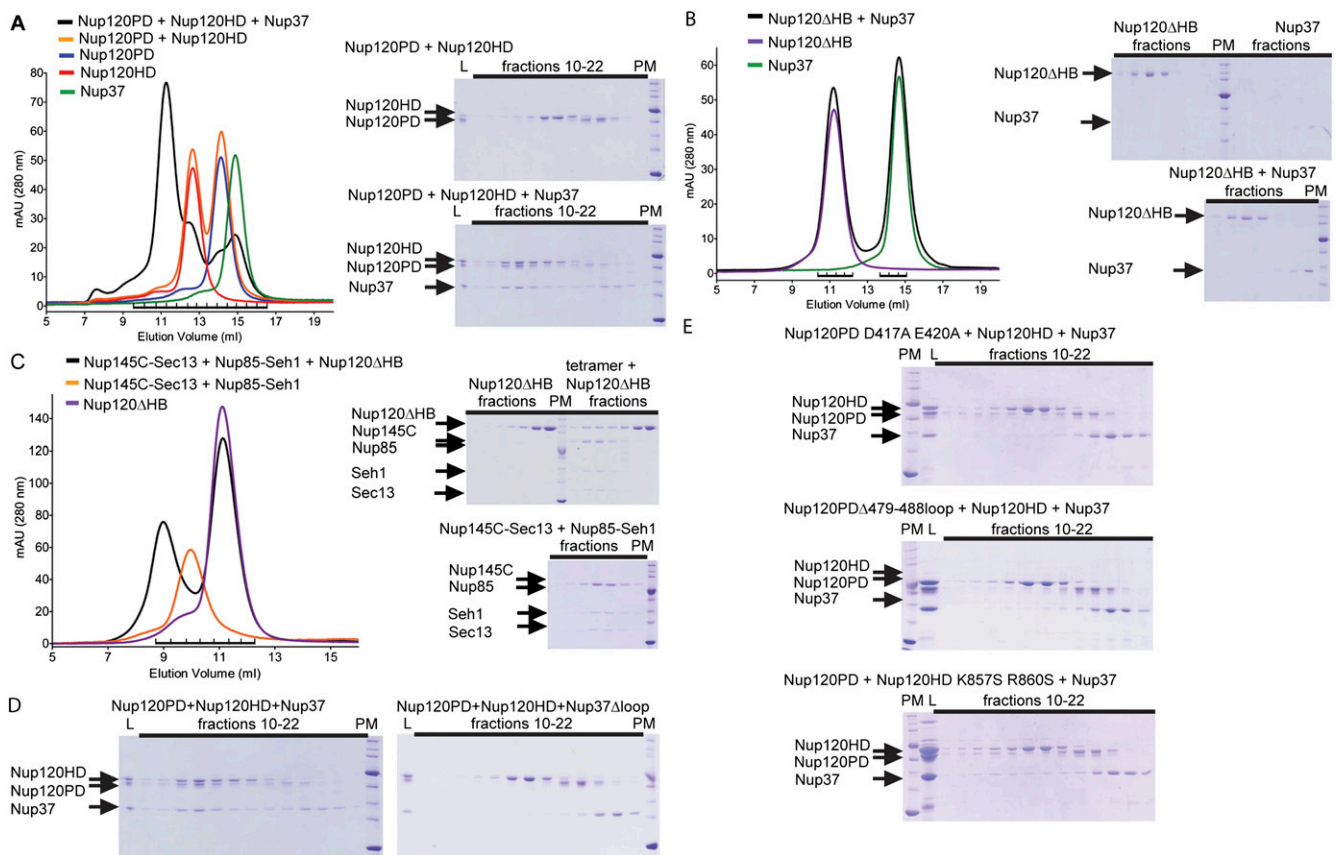 A
Nup120PD + Nup120HD + Nup37
Nup120PD + Nup120HD
Nup120PD
Nup120HD
Nup37
mAU (280 nm)
80
70
60
50
40
30
20
10
0
5 7 9 11 13 15 17 19
Elution Volume (ml)
Nup120PD + Nup120HD
L fractions 10-22 PM
Nup120HD
Nup120PD
Nup120PD + Nup120HD + Nup37
L fractions 10-22 PM
Nup120HD
Nup120PD
Nup37
B
Nup120ΔHB + Nup37
Nup120ΔHB
Nup37
mAU (280 nm)
60
50
40
30
20
10
0
5 10 15 20
Elution Volume (ml)
Nup120ΔHB Nup37
fractions PM fractions
Nup120ΔHB
Nup37
Nup120ΔHB + Nup37
fractions PM
Nup120ΔHB
Nup37
C
Nup145C-Sec13 + Nup85-Seh1 + Nup120ΔHB
Nup145C-Sec13 + Nup85-Seh1
Nup120ΔHB
mAU (280 nm)
140
120
100
80
60
40
20
0
5 7 9 11 13 15
Elution Volume (ml)
tetramer +
Nup120ΔHB Nup120ΔHB
fractions PM fractions
Nup120ΔHB
Nup145C
Nup85
Seh1
Sec13
Nup145C-Sec13 + Nup85-Seh1
fractions PM
Nup145C
Nup85
Seh1
Sec13
D
Nup120PD+Nup120HD+Nup37
L fractions 10-22 PM
Nup120HD
Nup120PD
Nup37
Nup120PD+Nup120HD+Nup37Δloop
L fractions 10-22 PM
E
Nup120PD D417A E420A + Nup120HD + Nup37
PM L fractions 10-22
Nup120HD
Nup120PD
Nup37
Nup120PDΔ479-488loop + Nup120HD + Nup37
PM L fractions 10-22
Nup120HD
Nup120PD
Nup37
Nup120PD + Nup120HD K857S R860S + Nup37
PM L fractions 10-22
Nup120HD
Nup120PD
Nup37